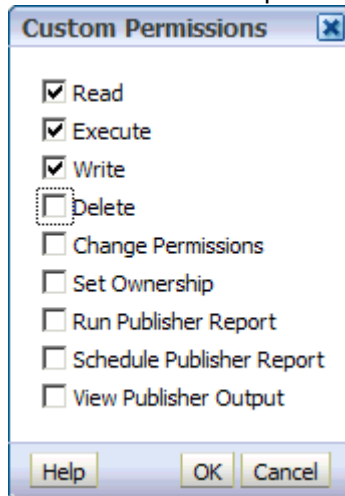 Custom Permissions
Read
Execute
Write
Delete
Change Permissions
Set Ownership
Run Publisher Report
Schedule Publisher Report
View Publisher Output
Help OK Cancel